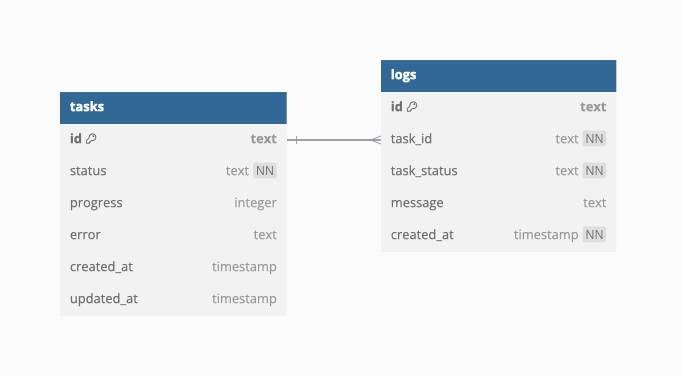 tasks
id text
status text NN
progress integer
error text
created_at timestamp
updated_at timestamp
logs
id text
task_id text NN
task_status text NN
message text
created_at timestamp NN